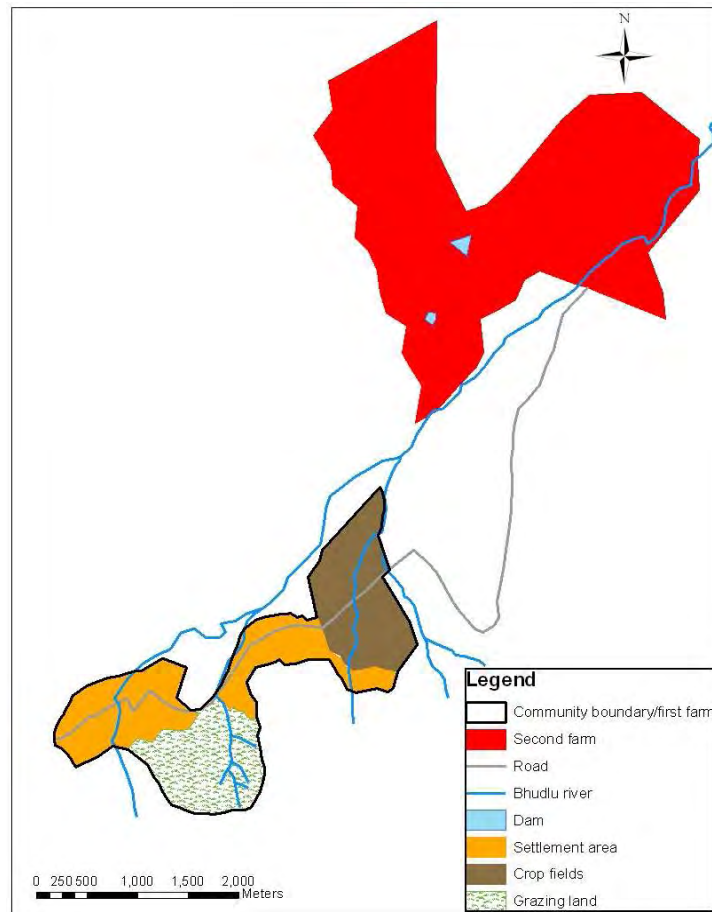 N
Legend
Community boundary/first farm
Second farm
Road
Bhudlu river
Dam
Settlement area
Crop fields
Grazing land
0 250 500 1,000 1,500 2,000
Meters